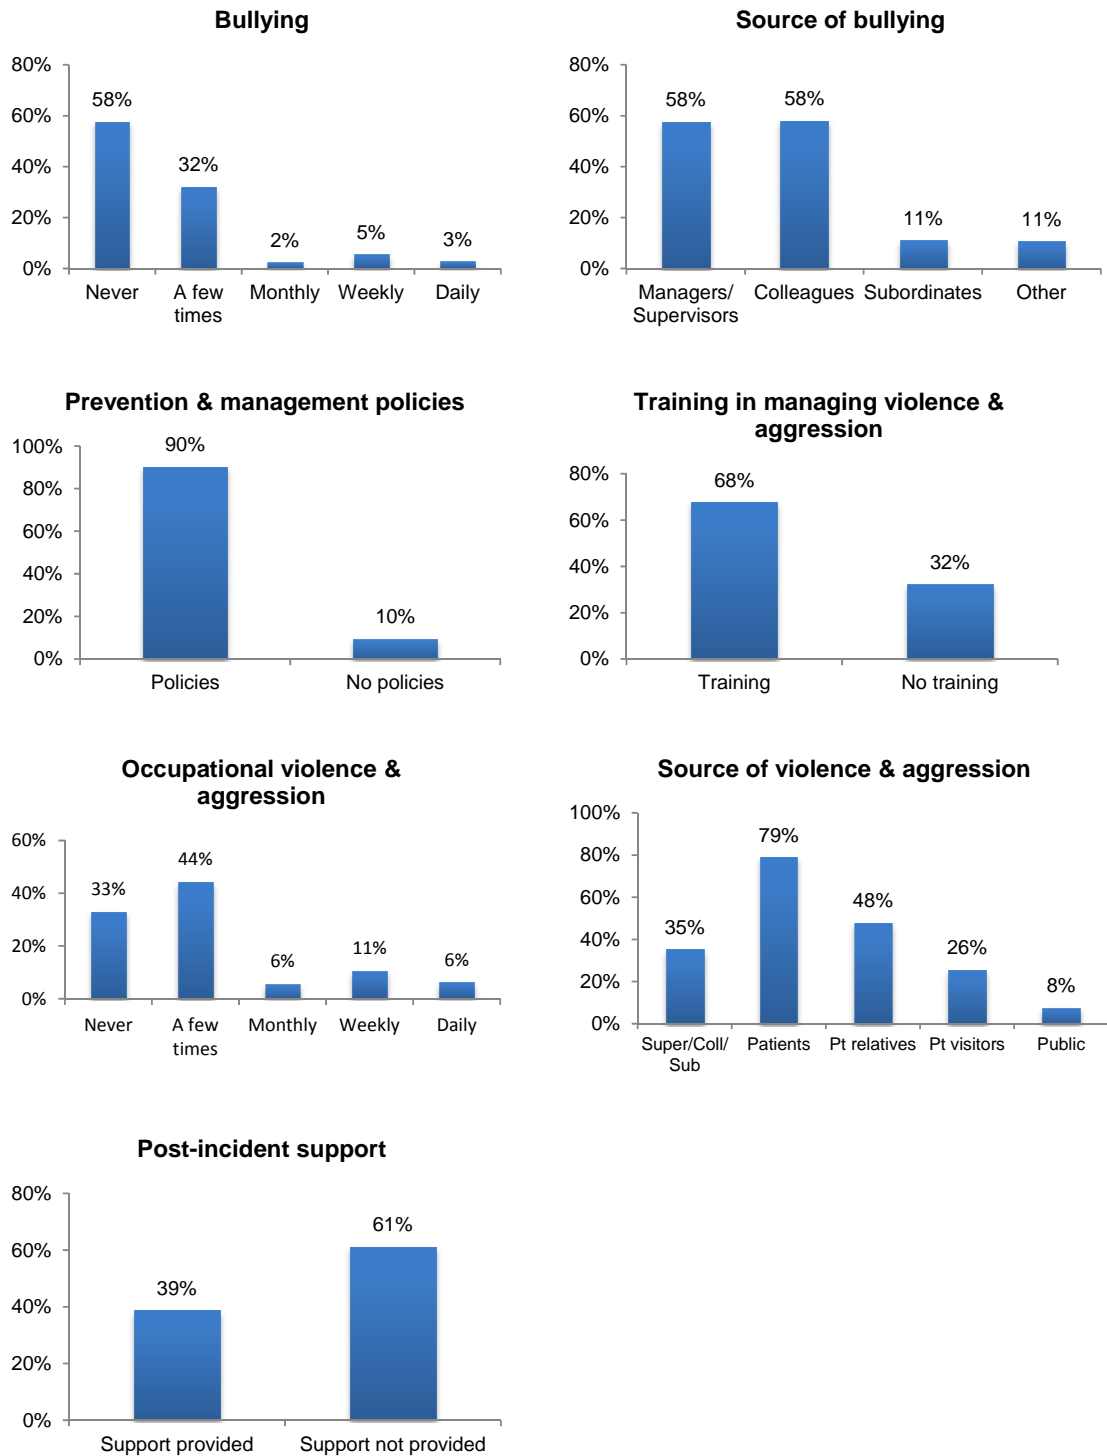 Bullying
80%
60%
40%
20%
0%
58%
32%
2%
5%
3%
Never
A few
times
Monthly
Weekly
Daily
Source of bullying
80%
60%
40%
20%
0%
58%
58%
11%
11%
Managers/
Supervisors
Colleagues
Subordinates
Other
Prevention & management policies
100%
80%
60%
40%
20%
0%
90%
10%
Policies
No policies
Training in managing violence &
aggression
80%
60%
40%
20%
0%
68%
32%
Training
No training
Occupational violence &
aggression
60%
40%
20%
0%
33%
44%
6%
11%
6%
Never
A few
times
Monthly
Weekly
Daily
Source of violence & aggression
100%
80%
60%
40%
20%
0%
35%
79%
48%
26%
8%
Super/Coll/
Sub
Patients
Pt relatives
Pt visitors
Public
Post-incident support
80%
60%
40%
20%
0%
39%
61%
Support provided
Support not provided